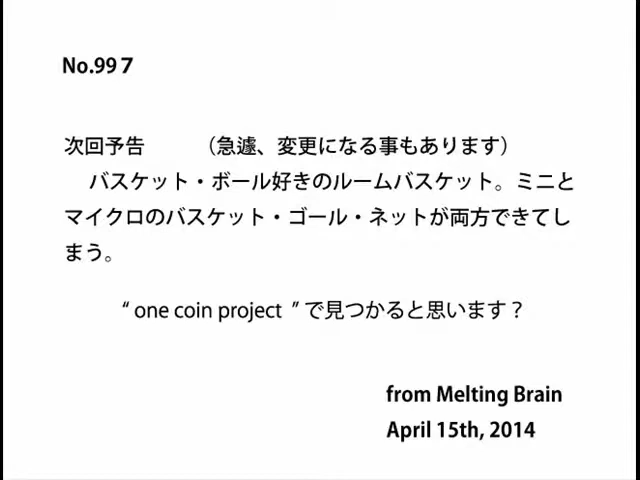 No.99７
次回予告　　　（急遽、変更になる事もあります）
バスケット・ボール好きのルームバスケット。ミニと
マイクロのバスケット・ゴール・ネットが両方できてし
まう。
“ one coin project ” で見つかると思います？
from Melting Brain
April 15th, 2014